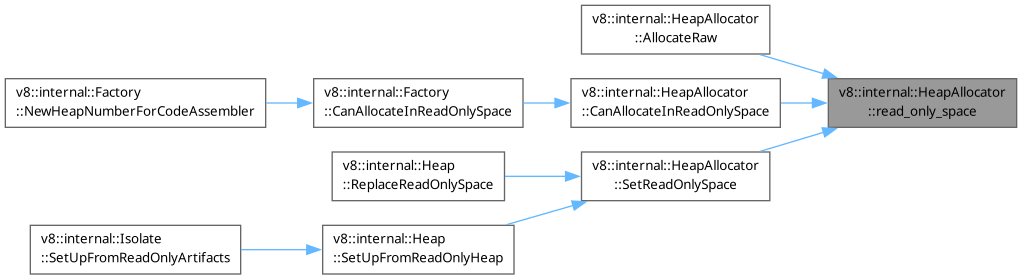 v8::internal::HeapAllocator
::AllocateRaw
v8::internal::Factory
::NewHeapNumberForCodeAssembler
v8::internal::Factory
::CanAllocateInReadOnlySpace
v8::internal::HeapAllocator
::CanAllocateInReadOnlySpace
v8::internal::HeapAllocator
::read_only_space
v8::internal::Heap
::ReplaceReadOnlySpace
v8::internal::HeapAllocator
::SetReadOnlySpace
v8::internal::Isolate
::SetUpFromReadOnlyArtifacts
v8::internal::Heap
::SetUpFromReadOnlyHeap